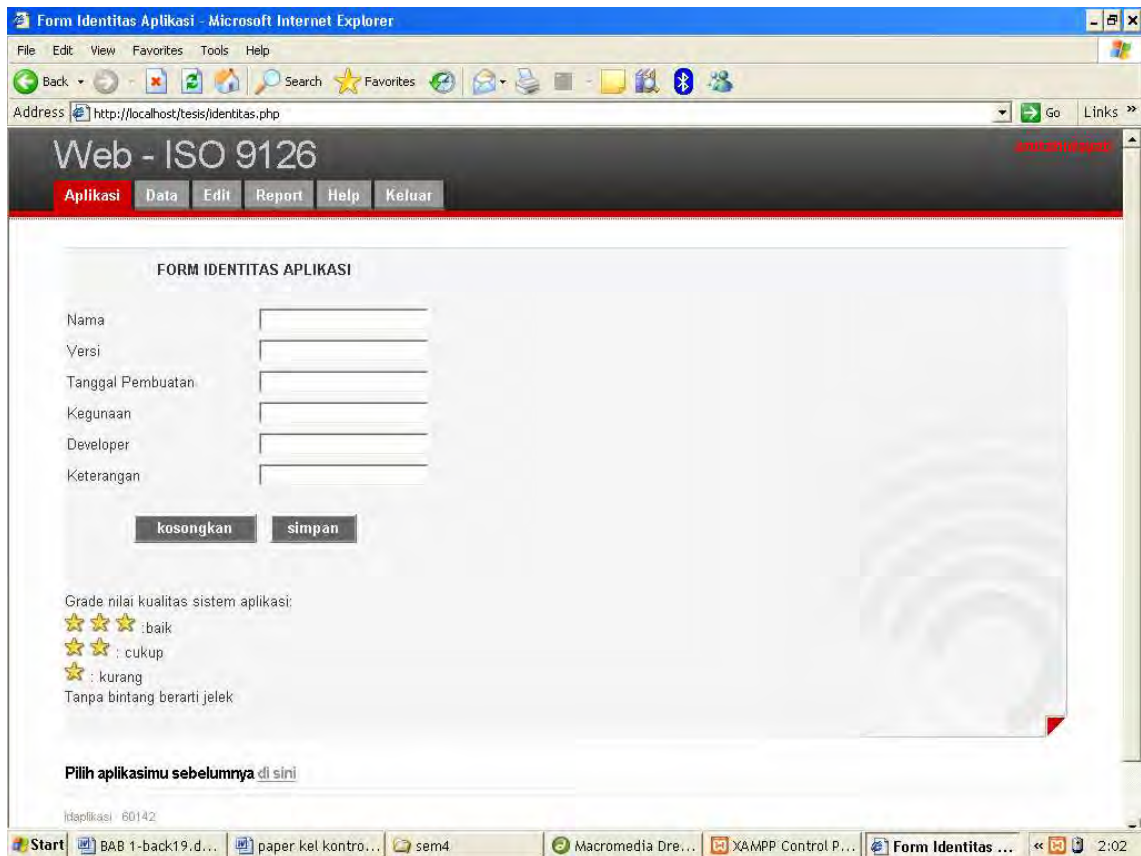 Form Identitas Aplikasi - Microsoft Internet Explorer
File Edit View Favorites Tools Help
Back Search Favorites
Address http://localhost/tesis/identitas.php Go Links »
Web - ISO 9126
Aplikasi Data Edit Report Help Keluar
FORM IDENTITAS APLIKASI
Nama
Versi
Tanggal Pembuatan
Kegunaan
Developer
Keterangan
kosongkan simpan
Grade nilai kualitas sistem aplikasi:
:baik
: cukup
: kurang
Tanpa bintang berarti jelek
Pilih aplikasimu sebelumnya di sini
Idaplikasi : 60142
Start BAB 1-back19.d... paper kel kontro... sem4 Macromedia Dre... XAMPP Control P... Form Identitas ... « 2:02